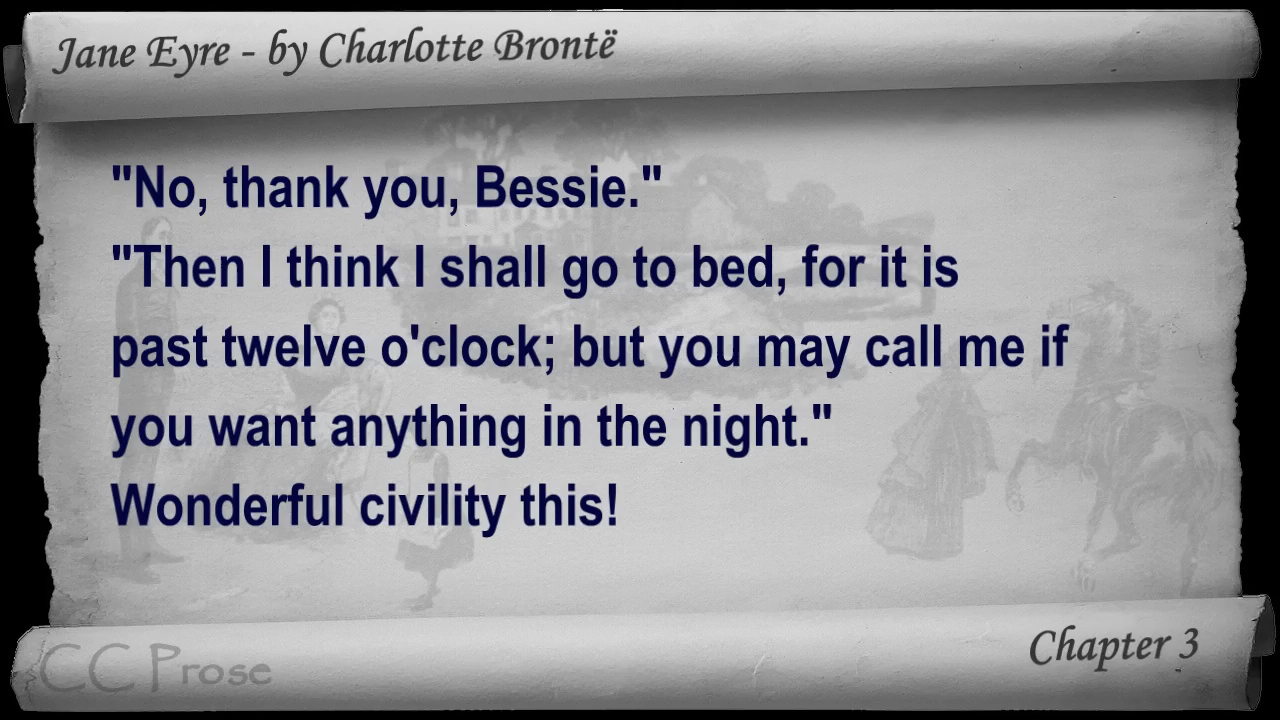 Jane Eyre - by Charlotte Brontë
"No, thank you, Bessie."
"Then I think I shall go to bed, for it is
past twelve o'clock; but you may call me if
you want anything in the night."
Wonderful civility this!
CC Prose
Chapter 3